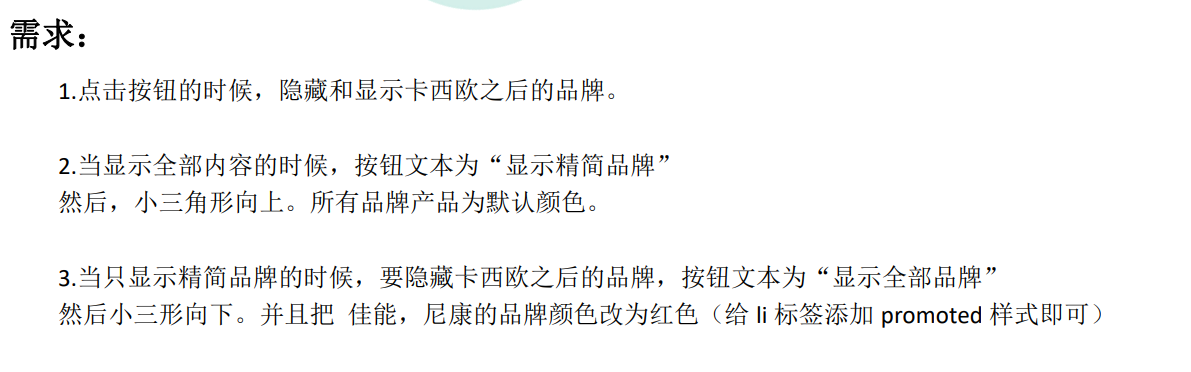 需求：
1.点击按钮的时候，隐藏和显示卡西欧之后的品牌。
2.当显示全部内容的时候，按钮文本为“显示精简品牌”
然后，小三角形向上。所有品牌产品为默认颜色。
3.当只显示精简品牌的时候，要隐藏卡西欧之后的品牌，按钮文本为“显示全部品牌”
然后小三形向下。并且把 佳能，尼康的品牌颜色改为红色（给 li 标签添加 promoted 样式即可）